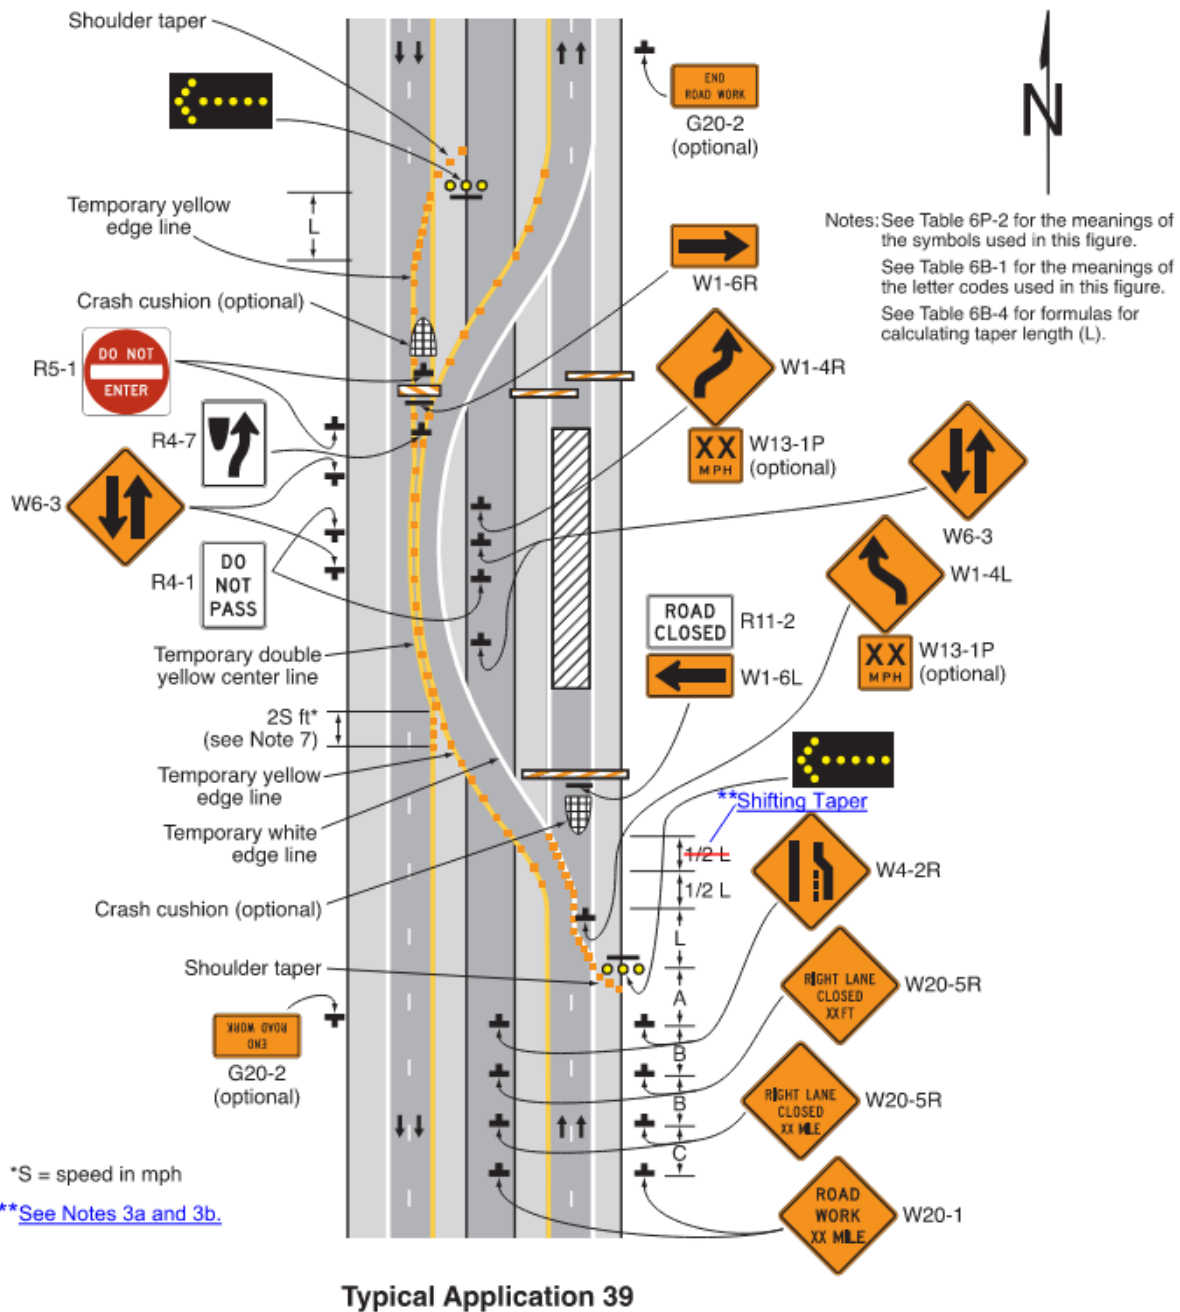 Shoulder taper
END
ROAD WORK
G20-2
(optional)
N
Temporary yellow
edge line
L
Notes: See Table 6P-2 for the meanings of
the symbols used in this figure.
See Table 6B-1 for the meanings of
the letter codes used in this figure.
See Table 6B-4 for formulas for
calculating taper length (L).
W1-6R
Crash cushion (optional)
DO NOT
ENTER
R5-1
W1-4R
XX
MPH
W13-1P
(optional)
R4-7
W6-3
W6-3
R4-1
DO
NOT
PASS
W1-4L
ROAD
CLOSED
R11-2
W1-6L
XX
MPH
W13-1P
(optional)
Temporary double
yellow center line
2S ft*
(see Note 7)
Temporary yellow
edge line
**Shifting Taper
Temporary white
edge line
1/2 L
1/2 L
W4-2R
Crash cushion (optional)
L
Shoulder taper
A
RIGHT LANE
CLOSED
XX FT
W20-5R
END
ROAD WORK
G20-2
(optional)
B
B
RIGHT LANE
CLOSED
XX MILE
W20-5R
C
*S = speed in mph
**See Notes 3a and 3b.
ROAD
WORK
XX MILE
W20-1
Typical Application 39